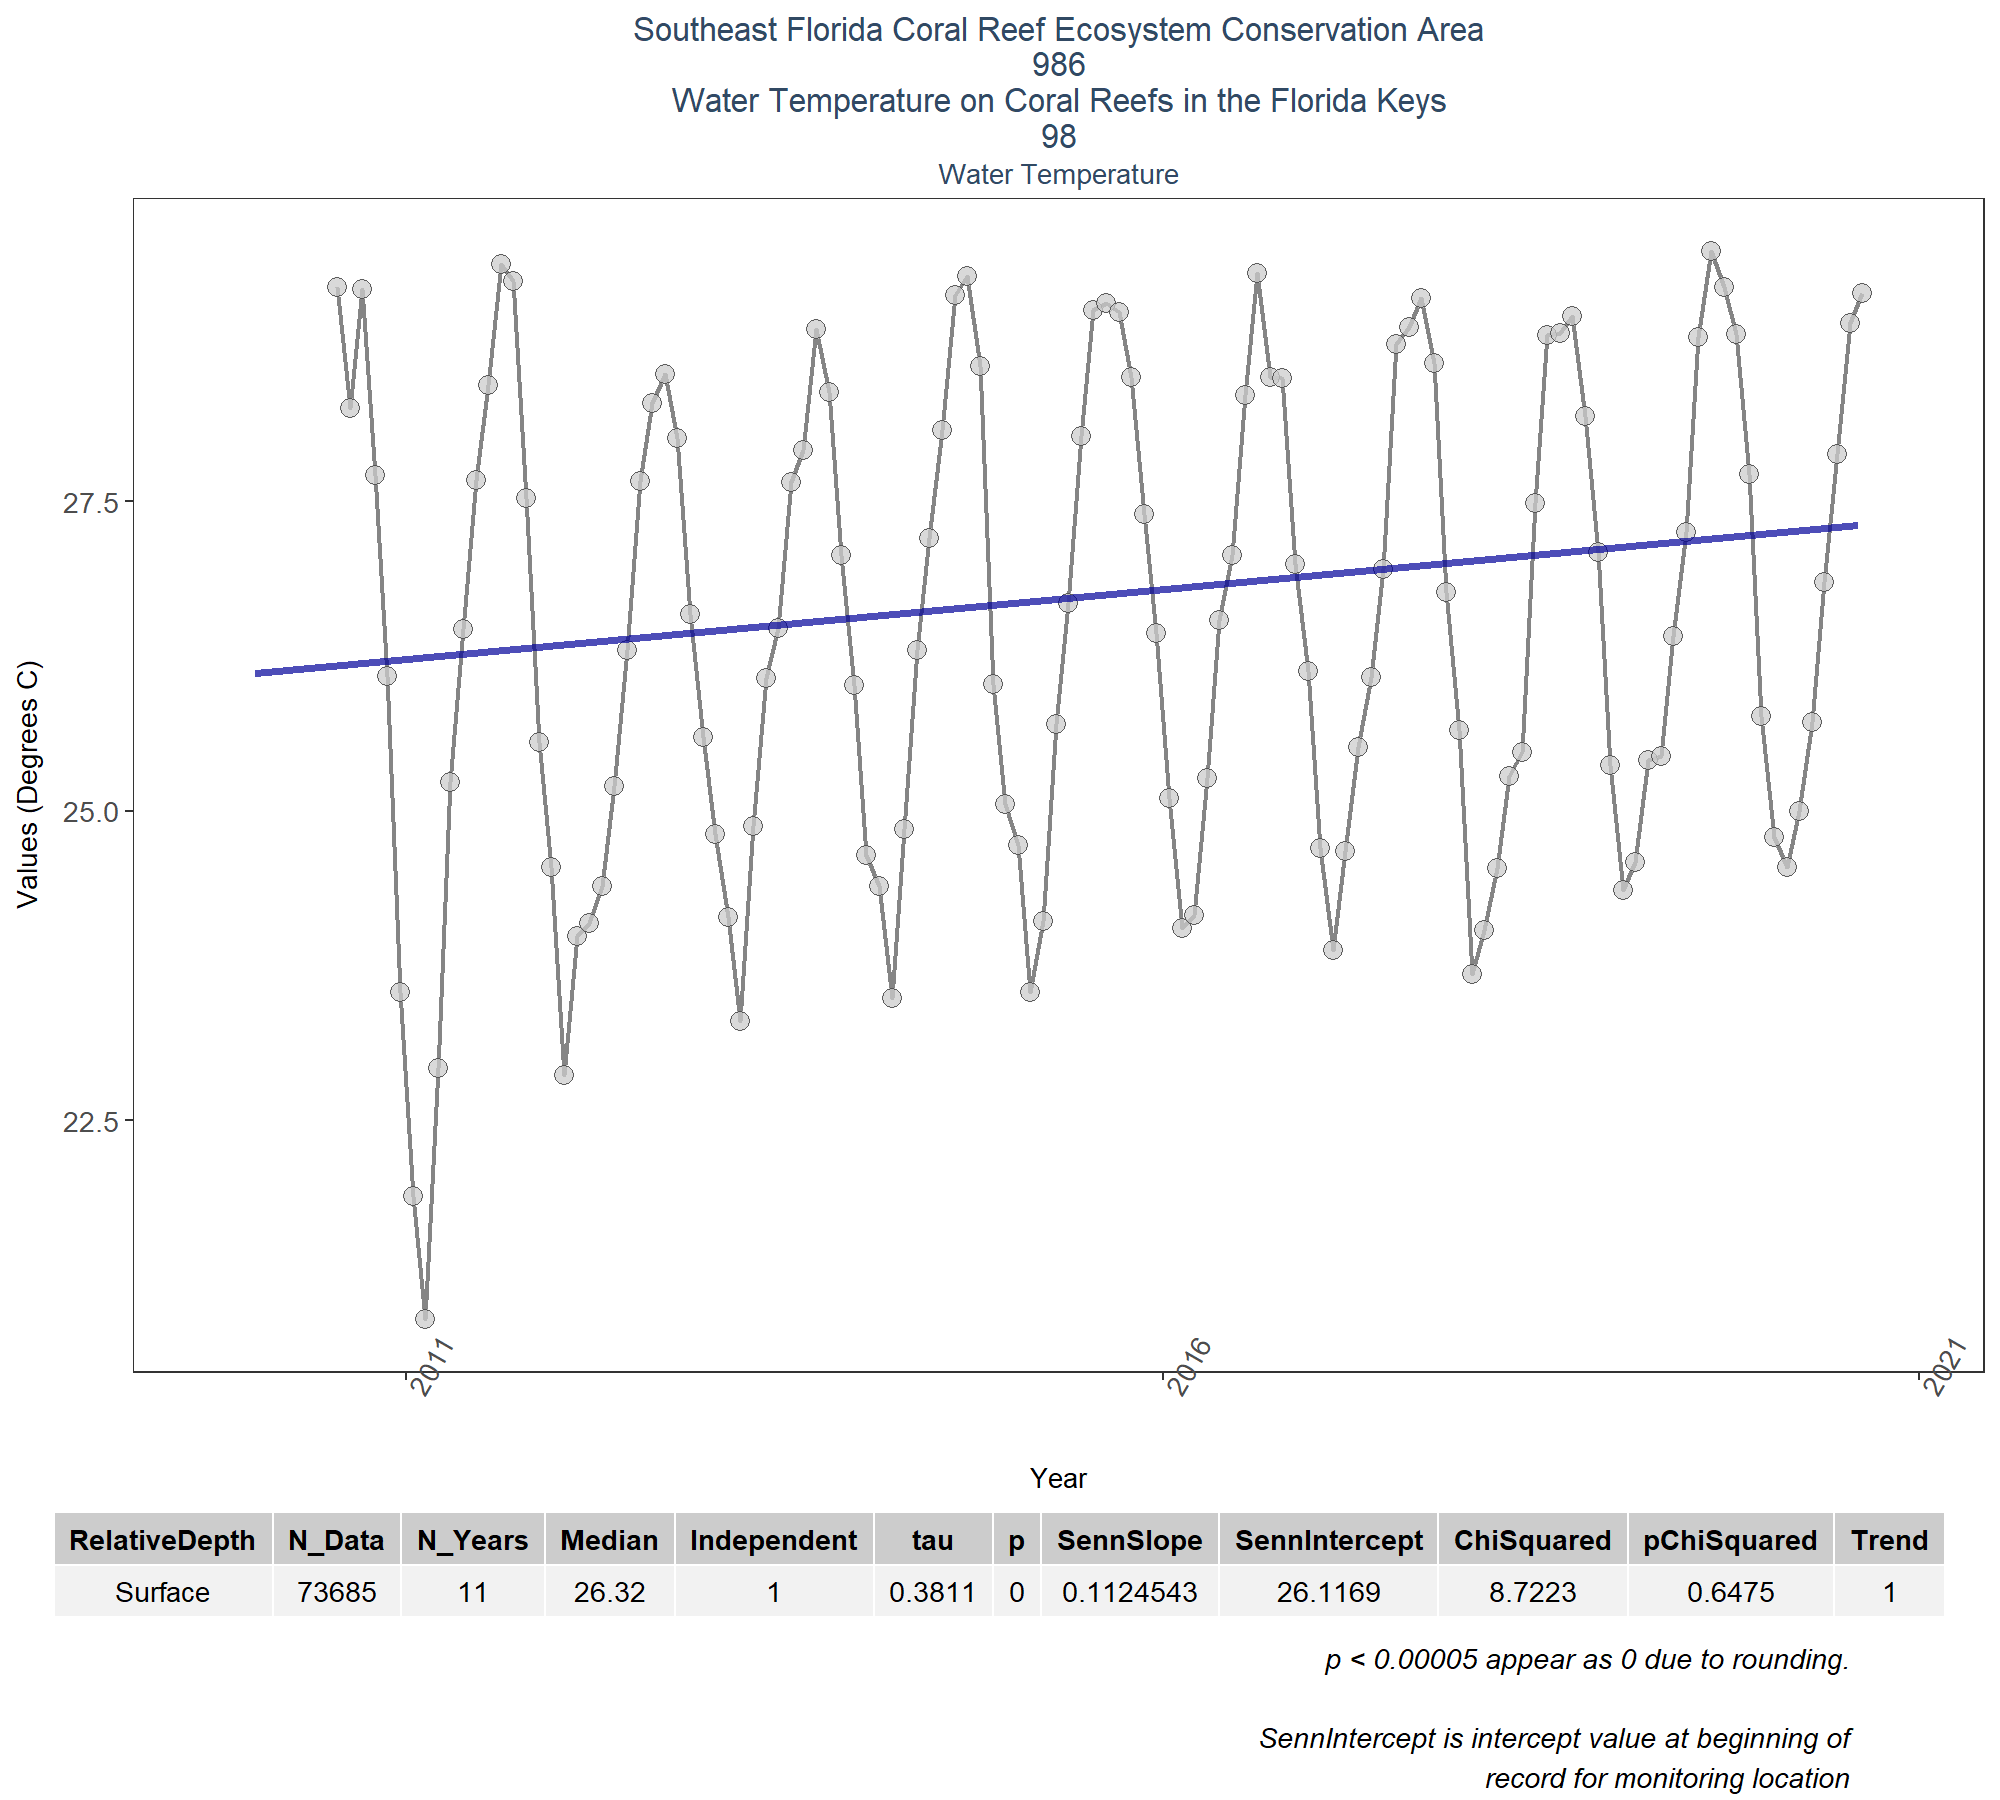 Southeast Florida Coral Reef Ecosystem Conservation Area
986
Water Temperature on Coral Reefs in the Florida Keys
98
Water Temperature
Values (Degrees C)
27.5
25.0
22.5
2011
2016
2021
Year
RelativeDepth N_Data N_Years Median Independent tau p SennSlope SennIntercept ChiSquared pChiSquared Trend
Surface 73685 11 26.32 1 0.3811 0 0.1124543 26.1169 8.7223 0.6475 1
p < 0.00005 appear as 0 due to rounding.
SennIntercept is intercept value at beginning of
record for monitoring location